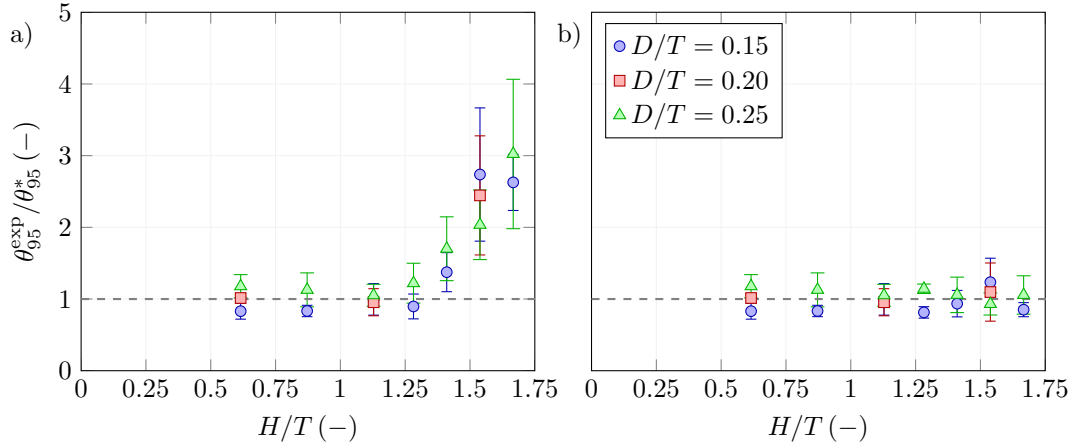 a)
5
4
3
2
1
0
θ₉₅ᵉˣᵖ/θ₉₅* (−)
0 0.25 0.5 0.75 1 1.25 1.5 1.75
H/T (−)
b)
D/T = 0.15
D/T = 0.20
D/T = 0.25
0 0.25 0.5 0.75 1 1.25 1.5 1.75
H/T (−)